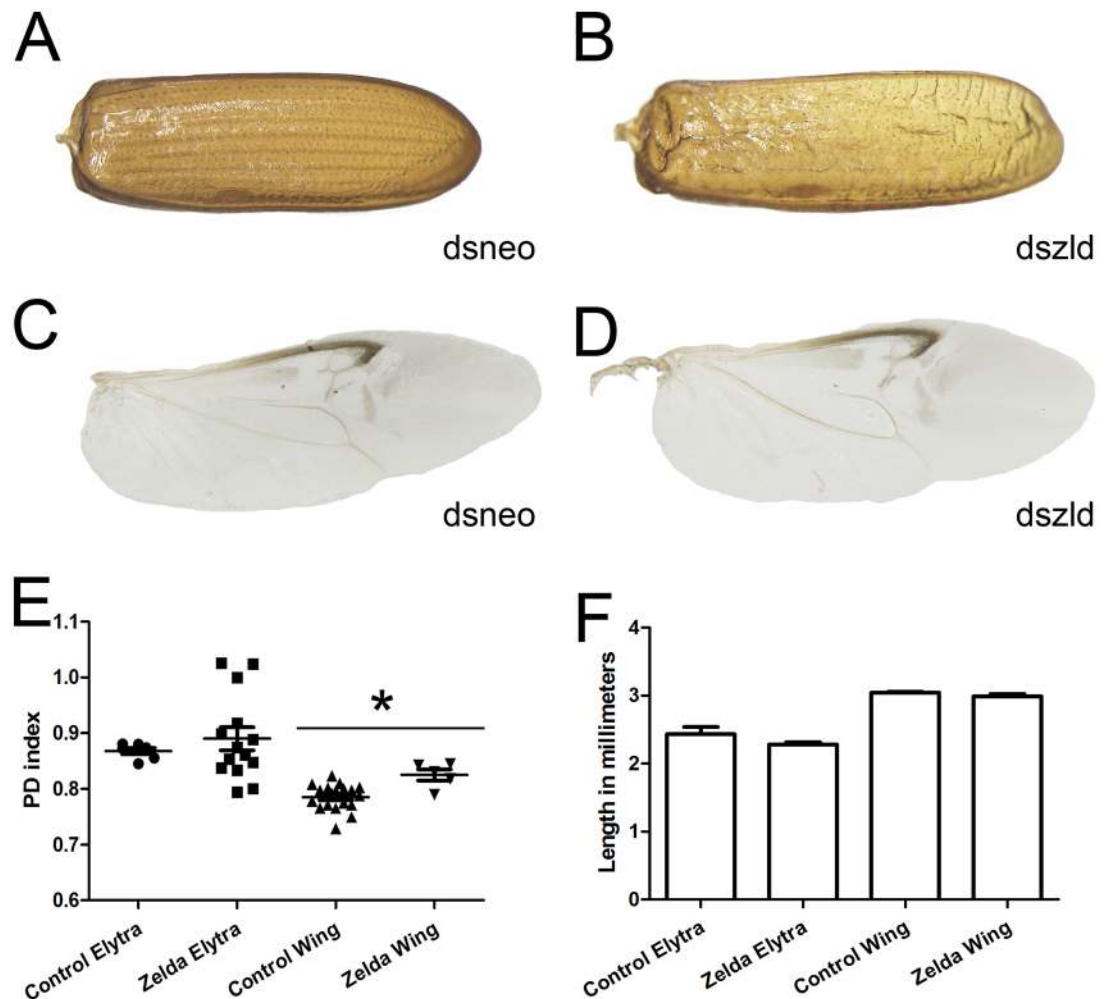 A
B
dsneo
dszld
C
D
dsneo
dszld
E
1.1
1.0
0.9
0.8
0.7
0.6
PD index
*
Control Elytra
Zelda Elytra
Control Wing
Zelda Wing
F
4
3
2
1
0
Length in millimeters
Control Elytra
Zelda Elytra
Control Wing
Zelda Wing